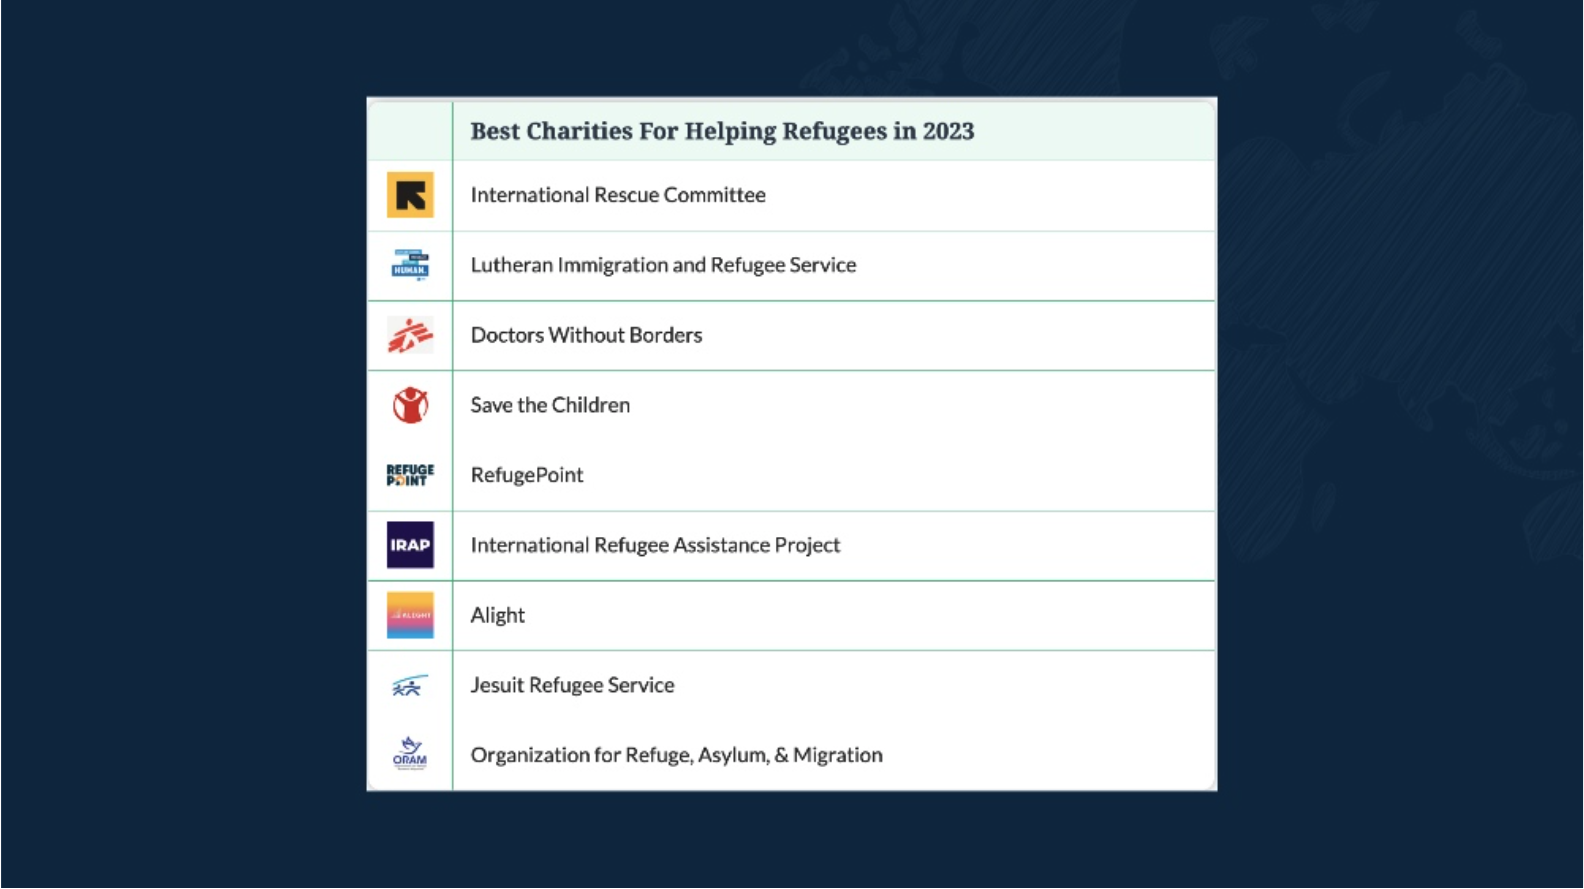 Best Charities For Helping Refugees in 2023
International Rescue Committee
HUMAN.
Lutheran Immigration and Refugee Service
Doctors Without Borders
Save the Children
REFUGE
POINT
RefugePoint
IRAP
International Refugee Assistance Project
ALIGHT
Alight
Jesuit Refugee Service
ORAM
Organization for Refuge, Asylum, & Migration